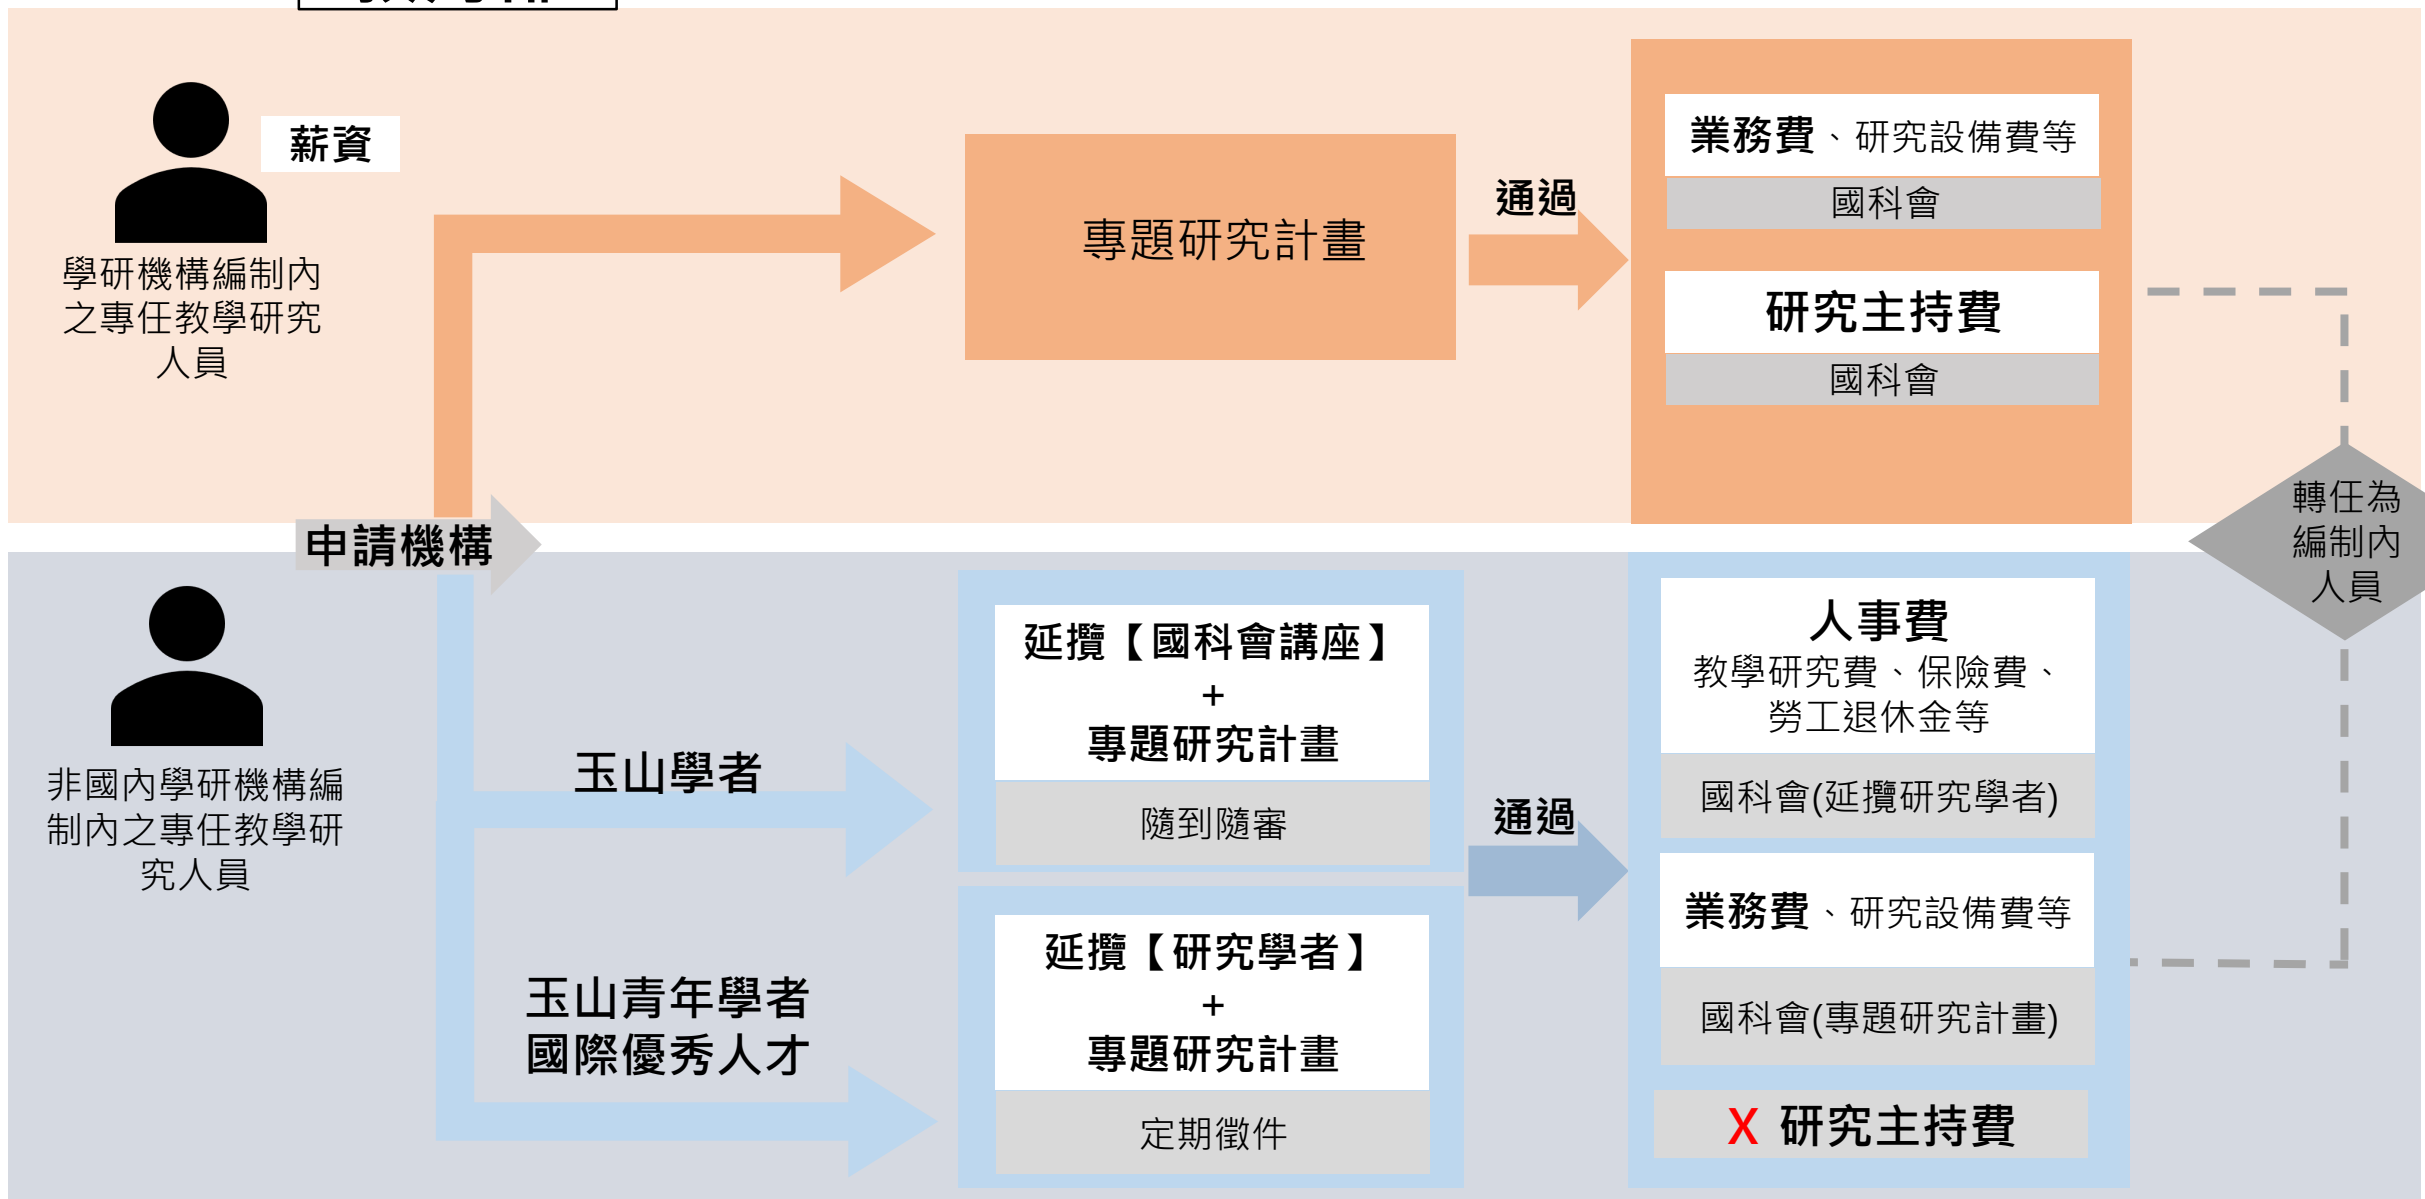 薪資
學研機構編制內
之專任教學研究
人員
專題研究計畫
通過
業務費、研究設備費等
國科會
研究主持費
國科會
轉任為
編制內
人員
申請機構
非國內學研機構編
制內之專任教學研
究人員
玉山學者
延攬【國科會講座】
+
專題研究計畫
隨到隨審
玉山青年學者
國際優秀人才
延攬【研究學者】
+
專題研究計畫
定期徵件
通過
人事費
教學研究費、保險費、
勞工退休金等
國科會(延攬研究學者)
業務費、研究設備費等
國科會(專題研究計畫)
X 研究主持費